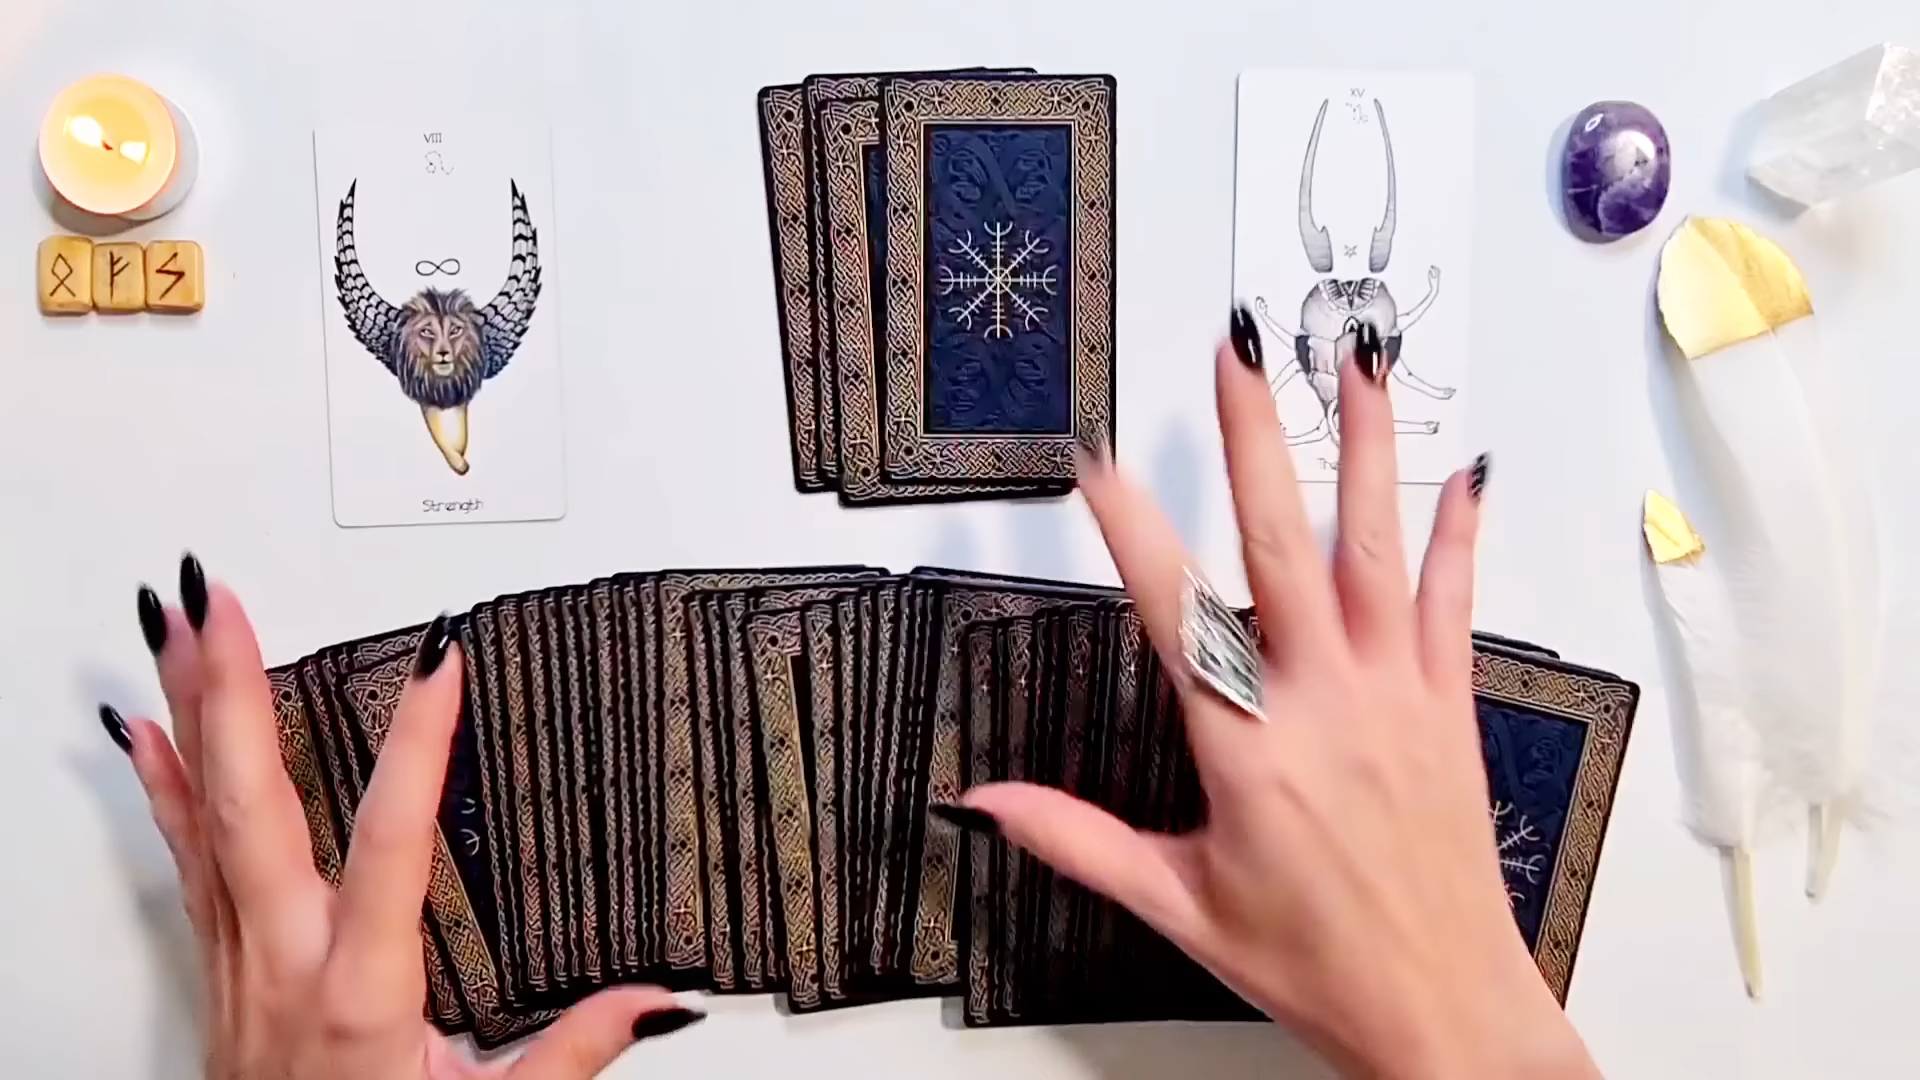 VIII
Strength
XV
ᛟ ᚠ ᛊ